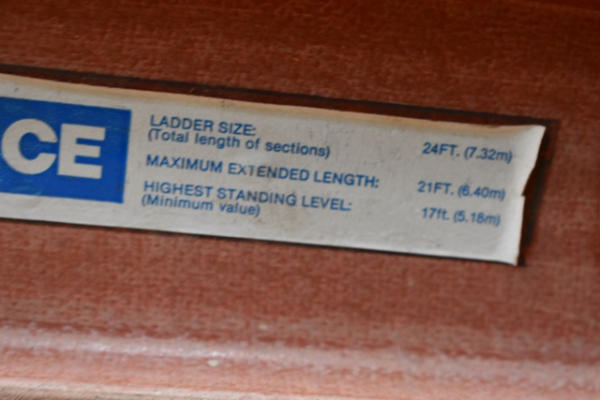 CE
LADDER SIZE: 24FT. (7.32m)
(Total length of sections)
MAXIMUM EXTENDED LENGTH: 21FT. (6.40m)
HIGHEST STANDING LEVEL: 17ft. (5.18m)
(Minimum value)